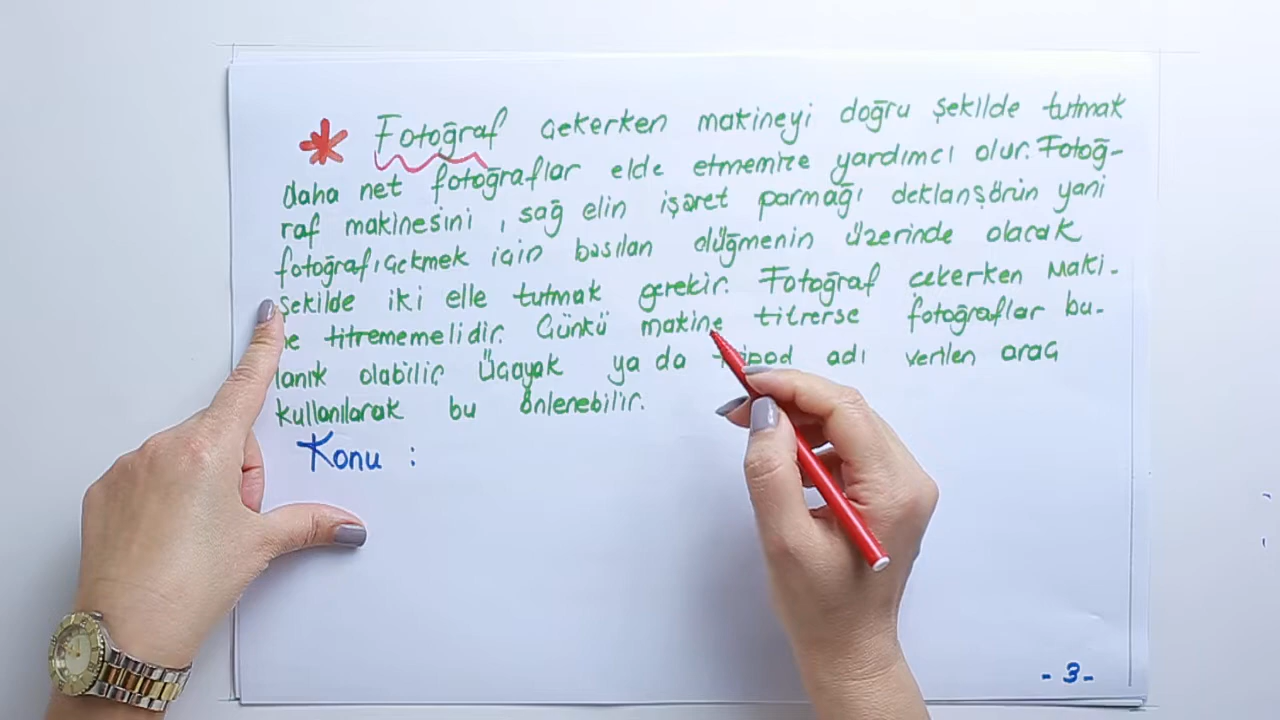 Fotoğraf çekerken makineyi doğru şekilde tutmak
daha net fotoğraflar elde etmemize yardımcı olur. Fotoğ-
raf makinesini, sağ elin işaret parmağı deklanşörün yani
fotoğrafı çekmek için basılan düğmenin üzerinde olacak
şekilde iki elle tutmak gerekir. Fotoğraf çekerken Maki-
ne titrememelidir. Çünkü makine titrerse fotoğraflar bu-
lanık olabilir Üçayak ya da tripod adı verilen araç
kullanılarak bu önlenebilir.
Konu :
- 3 -